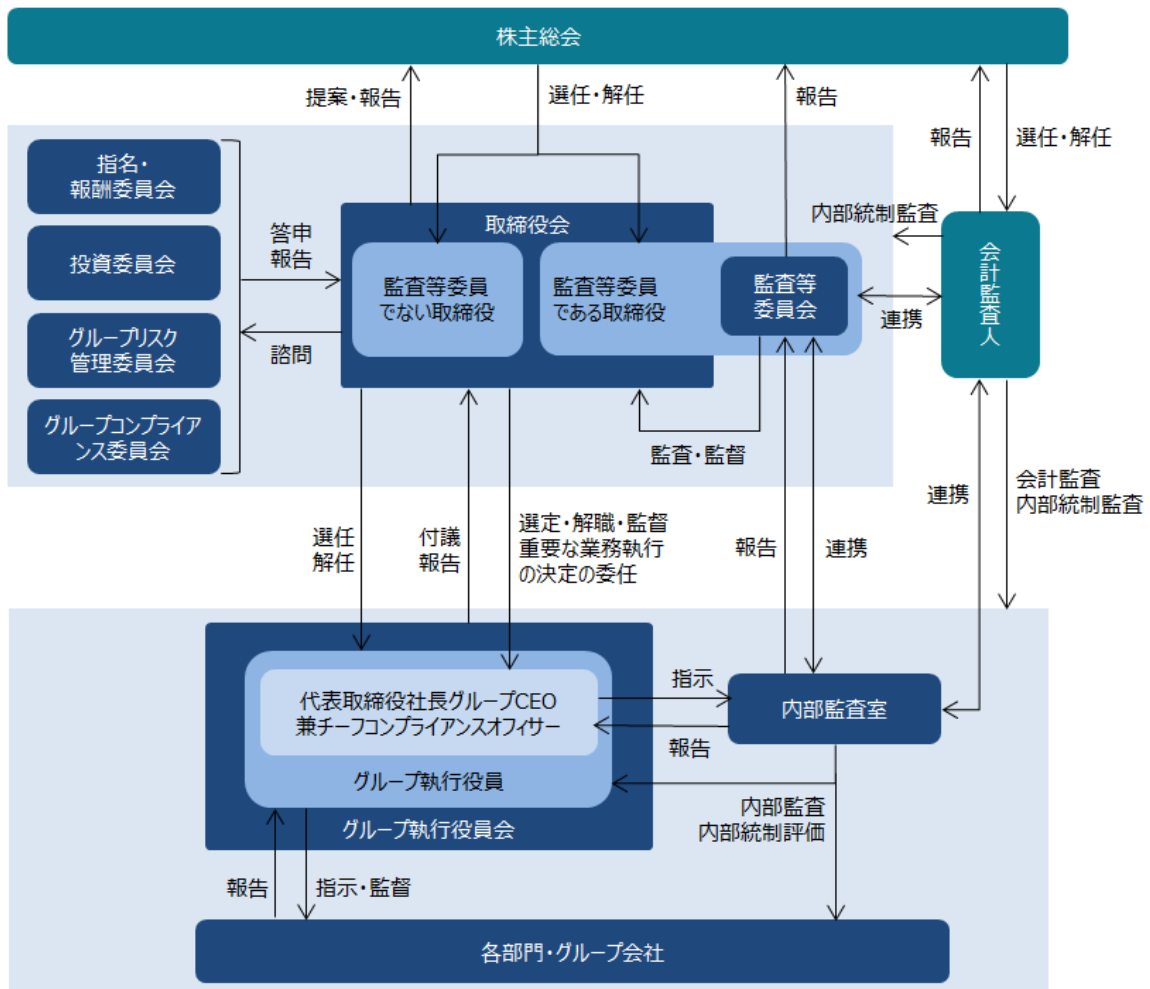 株主総会
提案・報告
選任・解任
報告
報告
選任・解任
指名・
報酬委員会
投資委員会
グループリスク
管理委員会
グループコンプライア
ンス委員会
答申
報告
諮問
取締役会
監査等委員
でない取締役
監査等委員
である取締役
監査等
委員会
内部統制監査
連携
会計監査人
監査・監督
選任
解任
付議
報告
選定・解職・監督
重要な業務執行
の決定の委任
報告
連携
連携
会計監査
内部統制監査
代表取締役社長グループCEO
兼チーフコンプライアンスオフィサー
グループ執行役員
グループ執行役員会
指示
報告
内部監査室
内部監査
内部統制評価
報告
指示・監督
各部門・グループ会社